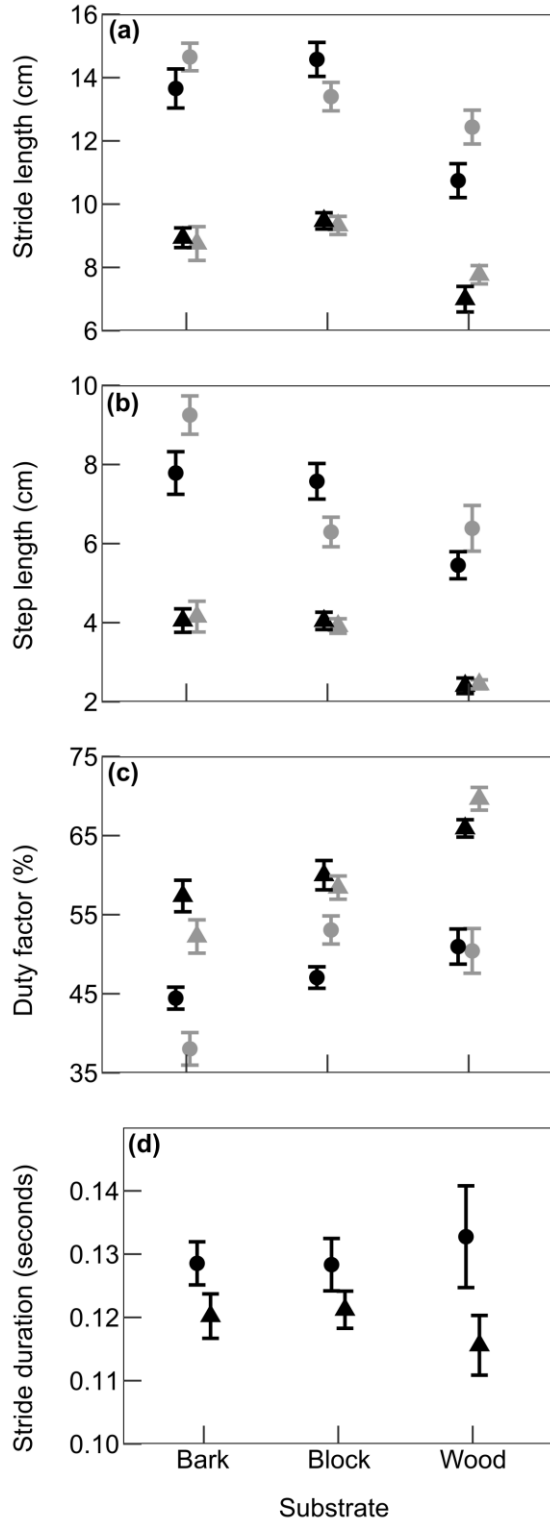 (a)
Stride length (cm)
16
14
12
10
8
6
(b)
Step length (cm)
10
8
6
4
2
(c)
Duty factor (%)
75
65
55
45
35
(d)
Stride duration (seconds)
0.14
0.13
0.12
0.11
0.10
Bark Block Wood
Substrate